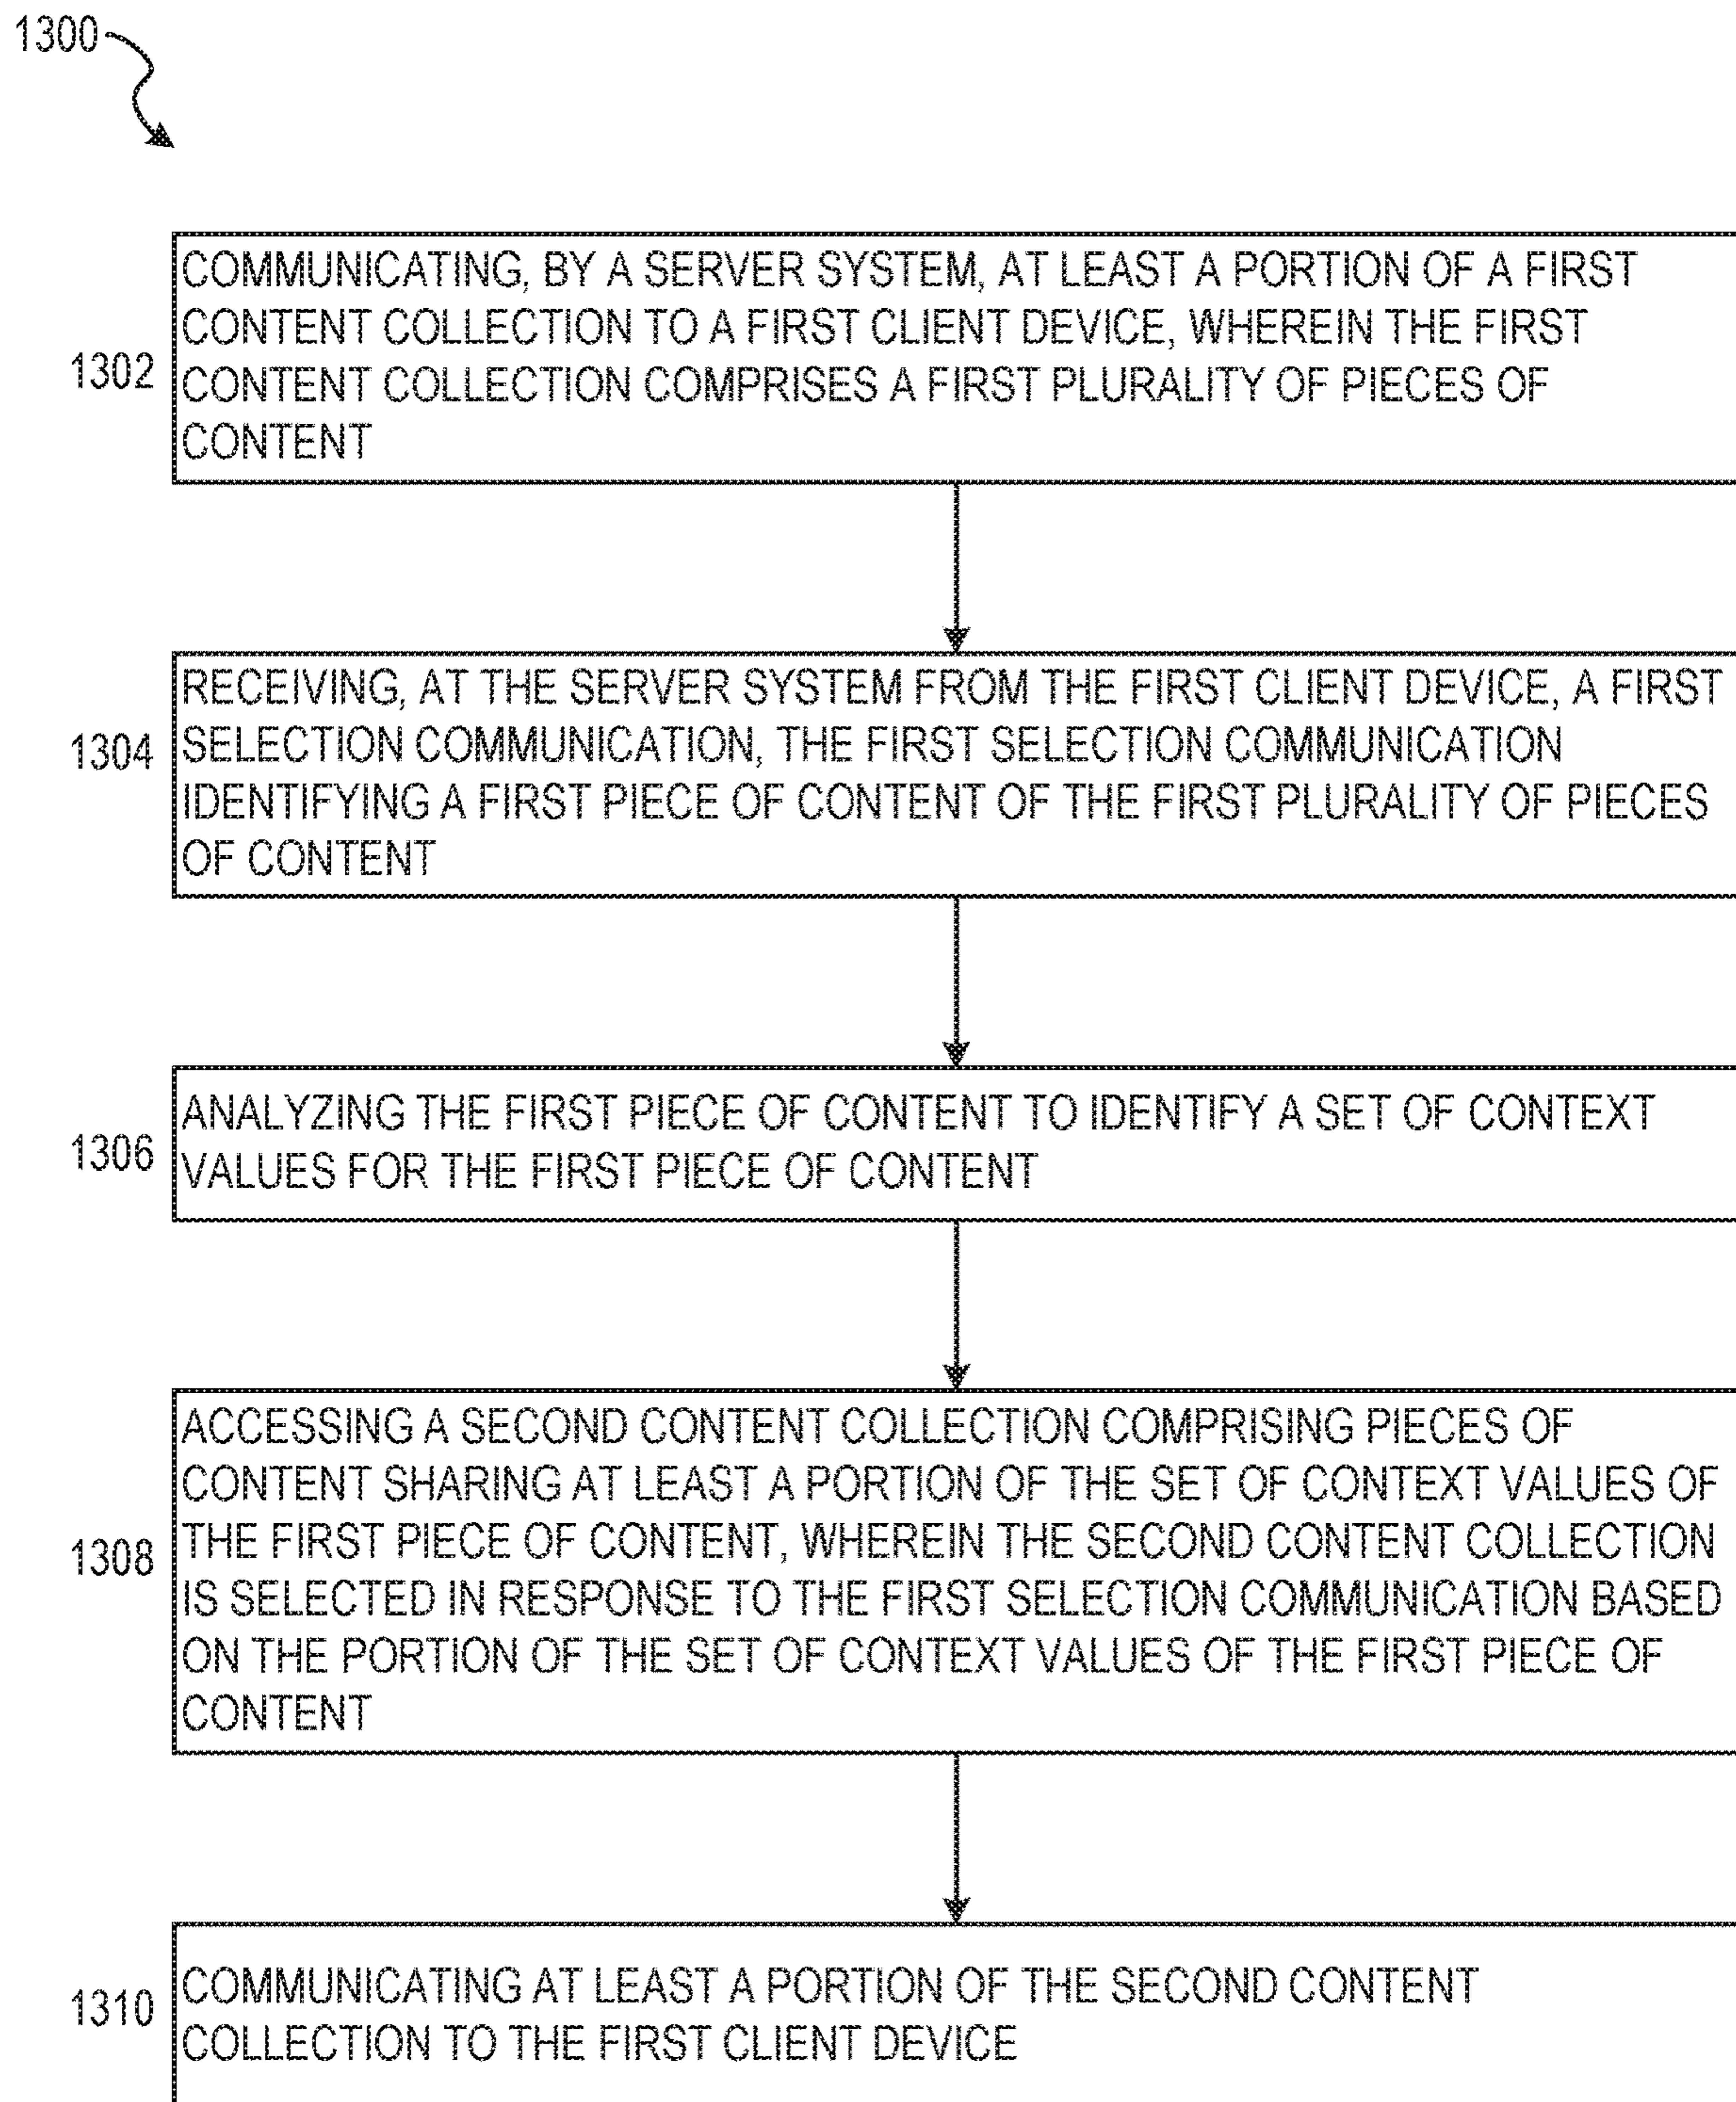 1300
COMMUNICATING, BY A SERVER SYSTEM, AT LEAST A PORTION OF A FIRST
CONTENT COLLECTION TO A FIRST CLIENT DEVICE, WHEREIN THE FIRST
1302
CONTENT COLLECTION COMPRISES A FIRST PLURALITY OF PIECES OF
CONTENT
RECEIVING, AT THE SERVER SYSTEM FROM THE FIRST CLIENT DEVICE, A FIRST
1304
SELECTION COMMUNICATION, THE FIRST SELECTION COMMUNICATION
IDENTIFYING A FIRST PIECE OF CONTENT OF THE FIRST PLURALITY OF PIECES
OF CONTENT
1306
ANALYZING THE FIRST PIECE OF CONTENT TO IDENTIFY A SET OF CONTEXT
VALUES FOR THE FIRST PIECE OF CONTENT
ACCESSING A SECOND CONTENT COLLECTION COMPRISING PIECES OF
CONTENT SHARING AT LEAST A PORTION OF THE SET OF CONTEXT VALUES OF
THE FIRST PIECE OF CONTENT, WHEREIN THE SECOND CONTENT COLLECTION
1308
IS SELECTED IN RESPONSE TO THE FIRST SELECTION COMMUNICATION BASED
ON THE PORTION OF THE SET OF CONTEXT VALUES OF THE FIRST PIECE OF
CONTENT
1310
COMMUNICATING AT LEAST A PORTION OF THE SECOND CONTENT
COLLECTION TO THE FIRST CLIENT DEVICE